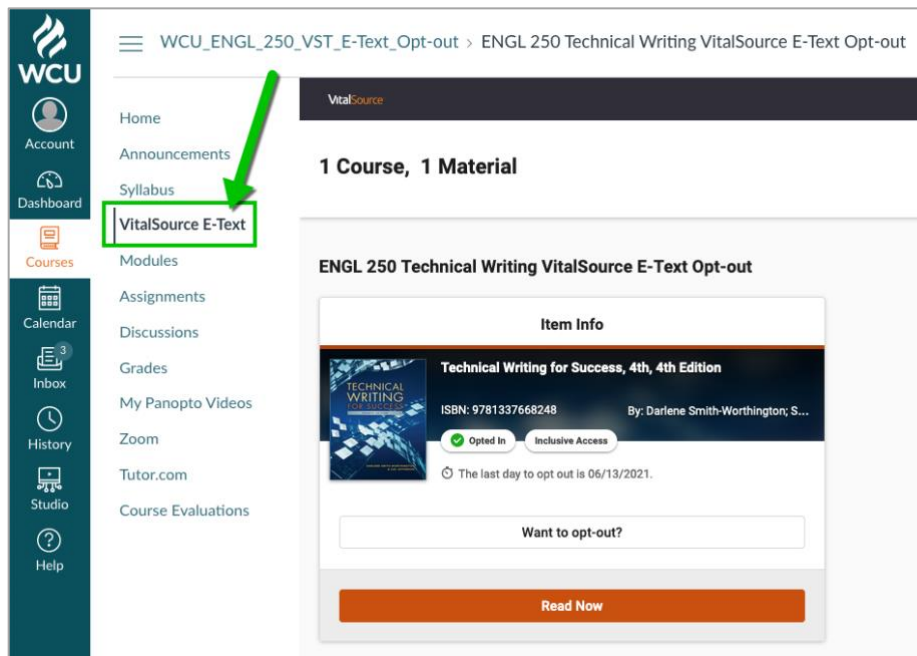 WCU
WCU_ENGL_250_VST_E-Text_Opt-out › ENGL 250 Technical Writing VitalSource E-Text Opt-out
Account
Dashboard
Courses
Calendar
3
Inbox
History
Studio
Help
Home
Announcements
Syllabus
VitalSource E-Text
Modules
Assignments
Discussions
Grades
My Panopto Videos
Zoom
Tutor.com
Course Evaluations
VitalSource
1 Course, 1 Material
ENGL 250 Technical Writing VitalSource E-Text Opt-out
Item Info
TECHNICAL
WRITING
FOR SUCCESS
Technical Writing for Success, 4th, 4th Edition
ISBN: 9781337668248 By: Darlene Smith-Worthington; S...
Opted In Inclusive Access
The last day to opt out is 06/13/2021.
Want to opt-out?
Read Now